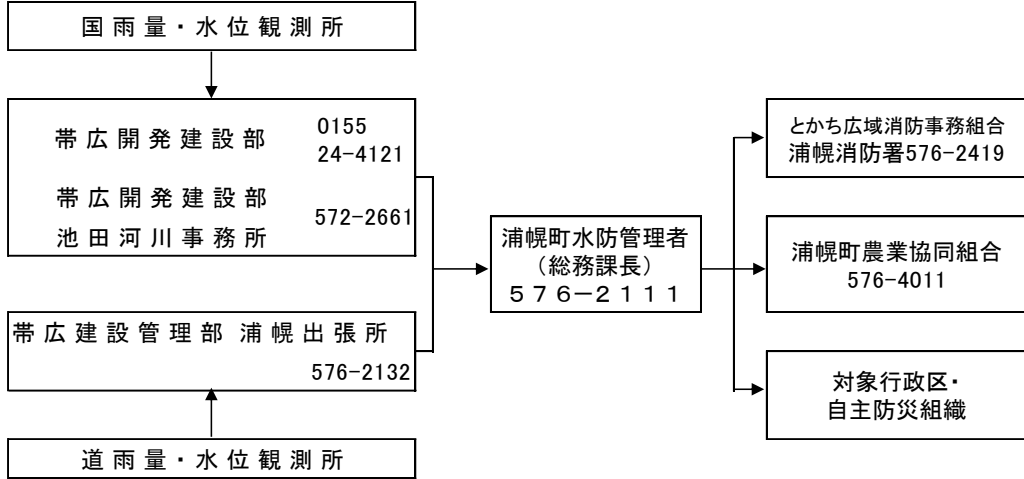 国雨量・水位観測所
帯広開発建設部
0155
24-4121
帯広開発建設部
池田河川事務所
572-2661
帯広建設管理部 浦幌出張所
576-2132
道雨量・水位観測所
浦幌町水防管理者
（総務課長）
５７６－２１１１
とかち広域消防事務組合
浦幌消防署576-2419
浦幌町農業協同組合
576-4011
対象行政区・
自主防災組織